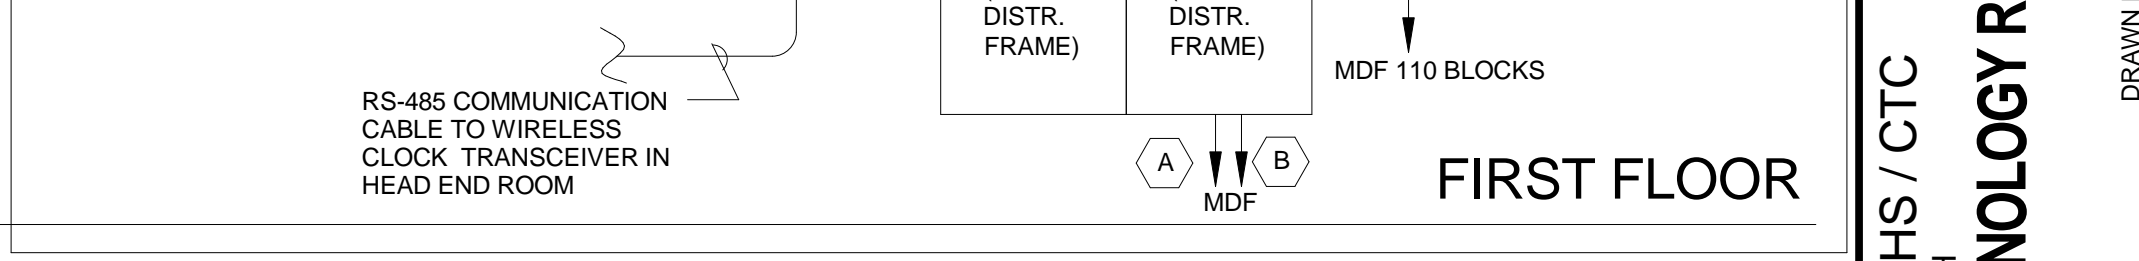 DISTR.
FRAME)
DISTR.
FRAME)
MDF 110 BLOCKS
RS-485 COMMUNICATION
CABLE TO WIRELESS
CLOCK TRANSCEIVER IN
HEAD END ROOM
A
B
MDF
FIRST FLOOR
HS / CTC
NOLOGY R
DRAWN